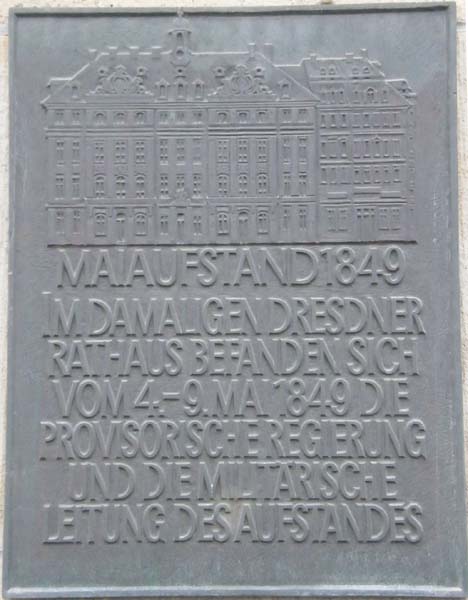 MAIAUFSTAND 1849
IM DAMALIGEN DRESDNER
RATHAUS BEFANDEN SICH
VOM 4.–9. MAI 1849 DIE
PROVISORISCHE REGIERUNG
UND DIE MILITÄRISCHE
LEITUNG DES AUFSTANDES